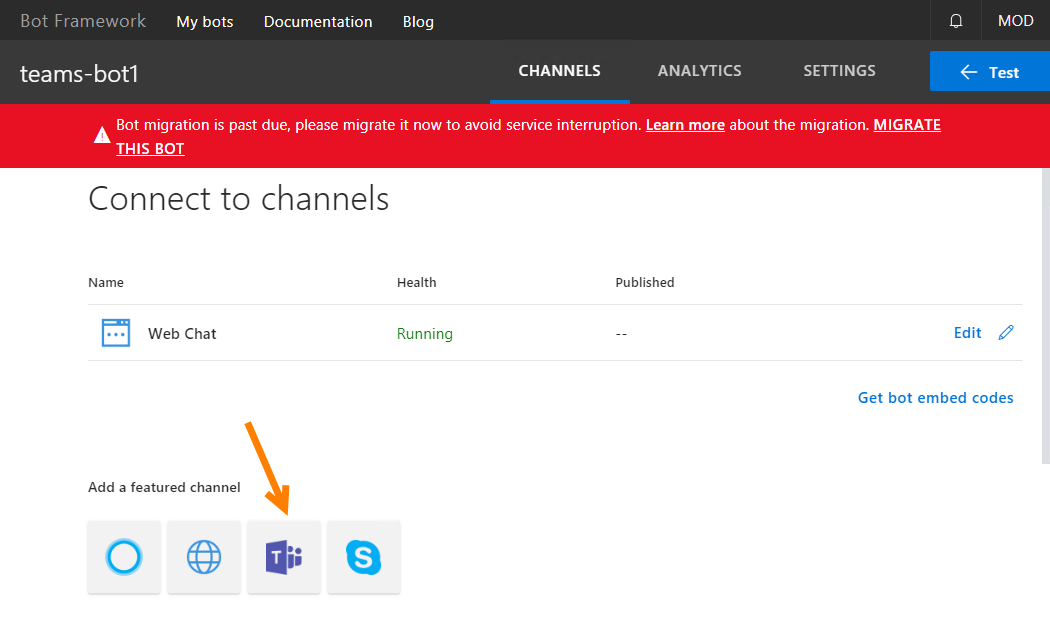 Bot Framework My bots Documentation Blog MOD
teams-bot1 CHANNELS ANALYTICS SETTINGS Test
Bot migration is past due, please migrate it now to avoid service interruption. Learn more about the migration. MIGRATE
THIS BOT
Connect to channels
Name Health Published
Web Chat Running -- Edit
Get bot embed codes
Add a featured channel
T S